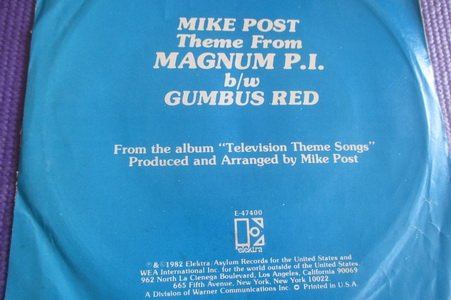 MIKE POST
Theme From
MAGNUM P.I.
b/w
GUMBUS RED
From the album "Television Theme Songs"
Produced and Arranged by Mike Post
E-47400
elektra
℗ & © 1982 Elektra/Asylum Records for the United States and
WEA International Inc. for the world outside of the United States.
962 North La Cienega Boulevard, Los Angeles, California 90069
665 Fifth Avenue, New York, New York 10022.
A Division of Warner Communications Inc. Printed in U.S.A.